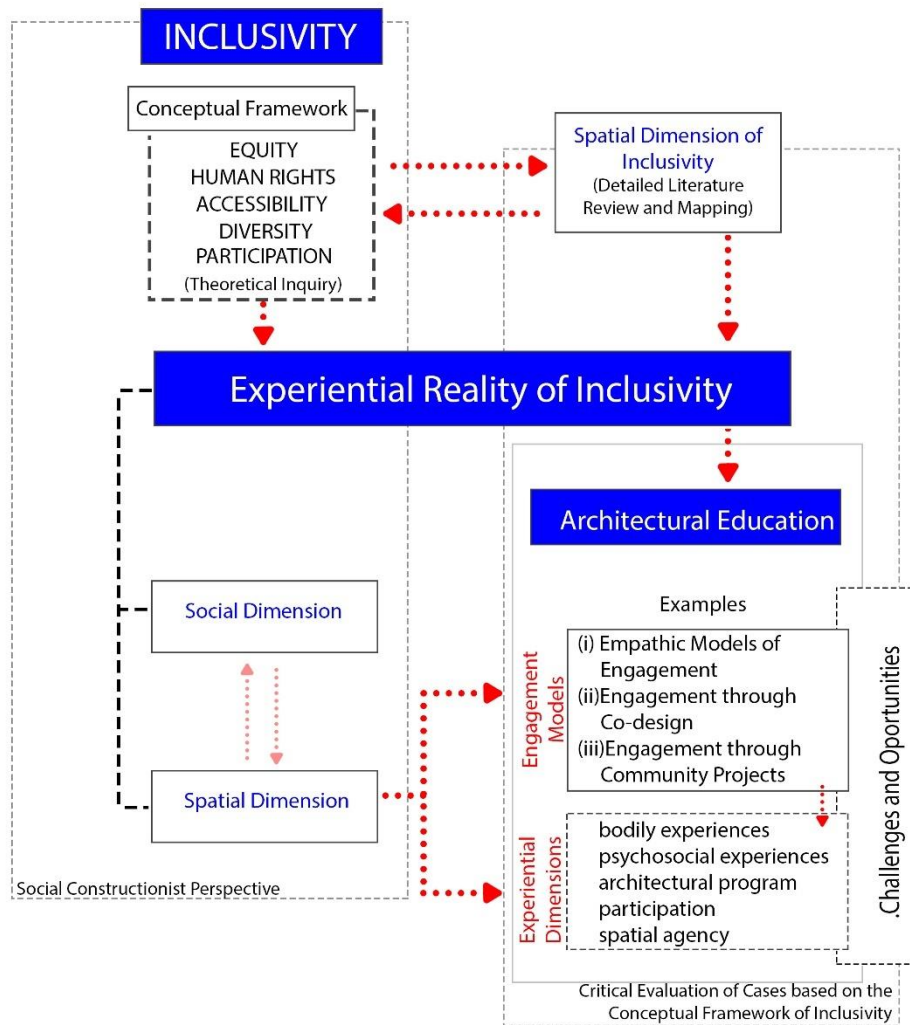 INCLUSIVITY
Conceptual Framework
EQUITY
HUMAN RIGHTS
ACCESSIBILITY
DIVERSITY
PARTICIPATION
(Theoretical Inquiry)
Spatial Dimension of
Inclusivity
(Detailed Literature
Review and Mapping)
Experiential Reality of Inclusivity
Architectural Education
Social Dimension
Spatial Dimension
Social Constructionist Perspective
Examples
Engagement
Models
(i) Empathic Models of
Engagement
(ii)Engagement through
Co-design
(iii)Engagement through
Community Projects
Experiential
Dimensions
bodily experiences
psychosocial experiences
architectural program
participation
spatial agency
.Challenges and Oportunities
Critical Evaluation of Cases based on the
Conceptual Framework of Inclusivity